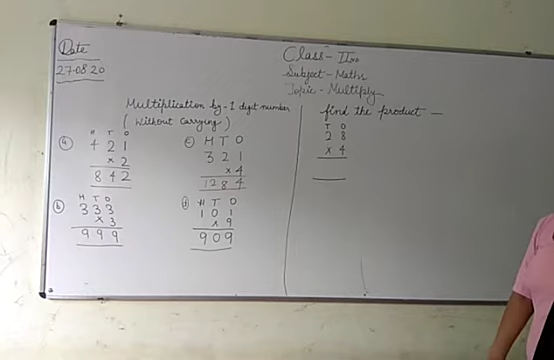 Date
27-08-20
Class - IInd
Subject - Maths
Topic - Multiply
Multiplication by - 1 digit number
(Without Carrying)
(a) H T O
4 2 1
× 2
8 4 2
(b) H T O
3 3 3
× 3
9 9 9
(c) H T O
3 2 1
× 4
1 2 8 4
(d) H T O
1 0 1
× 9
9 0 9
find the product —
T O
2 8
× 4